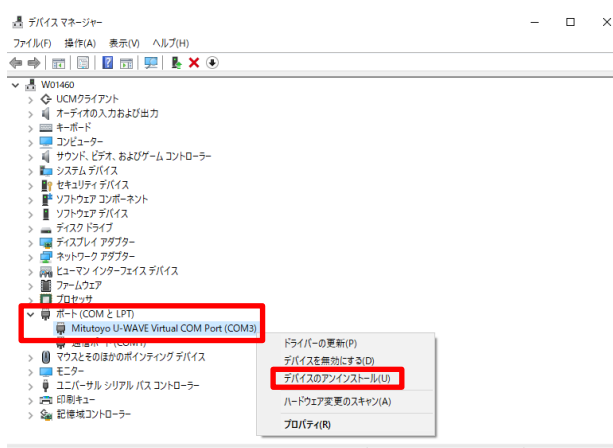 デバイス マネージャー
ファイル(F) 操作(A) 表示(V) ヘルプ(H)
W01460
UCMクライアント
オーディオの入力および出力
キーボード
コンピューター
サウンド、ビデオ、およびゲーム コントローラー
システム デバイス
セキュリティ デバイス
ソフトウェア コンポーネント
ソフトウェア デバイス
ディスク ドライブ
ディスプレイ アダプター
ネットワーク アダプター
ヒューマン インターフェイス デバイス
ファームウェア
プロセッサ
ポート (COM と LPT)
Mitutoyo U-WAVE Virtual COM Port (COM3)
マウスとそのほかのポインティング デバイス
モニター
ユニバーサル シリアル バス コントローラー
印刷キュー
記憶域コントローラー
ドライバーの更新(P)
デバイスを無効にする(D)
デバイスのアンインストール(U)
ハードウェア変更のスキャン(A)
プロパティ(R)